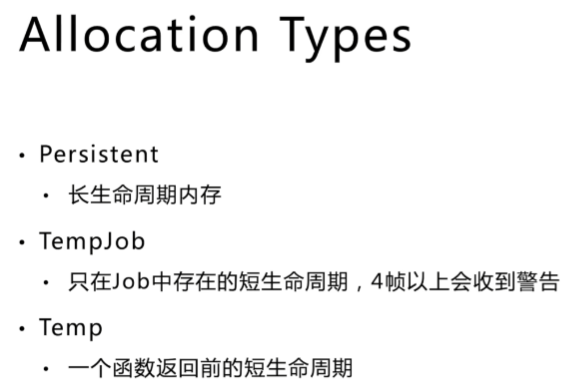 Allocation Types
• Persistent
• 长生命周期内存
• TempJob
• 只在Job中存在的短生命周期，4帧以上会收到警告
• Temp
• 一个函数返回前的短生命周期